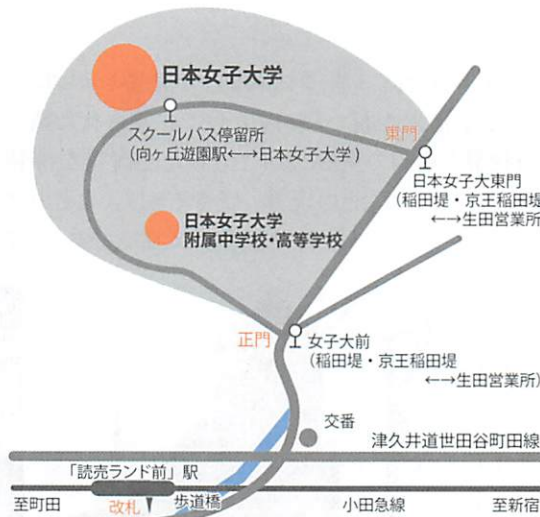 日本女子大学
スクールバス停留所
(向ヶ丘遊園駅←→日本女子大学)
東門
日本女子大東門
(稲田堤・京王稲田堤
←→生田営業所)
日本女子大学
附属中学校・高等学校
正門
女子大前
(稲田堤・京王稲田堤
←→生田営業所)
交番
津久井道世田谷町田線
「読売ランド前」駅
至町田
改札
歩道橋
小田急線
至新宿